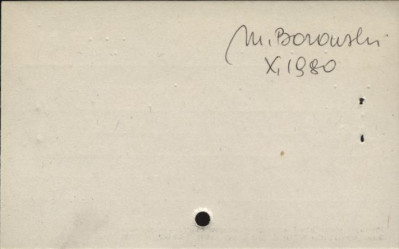 M. Borowski
X, 1980